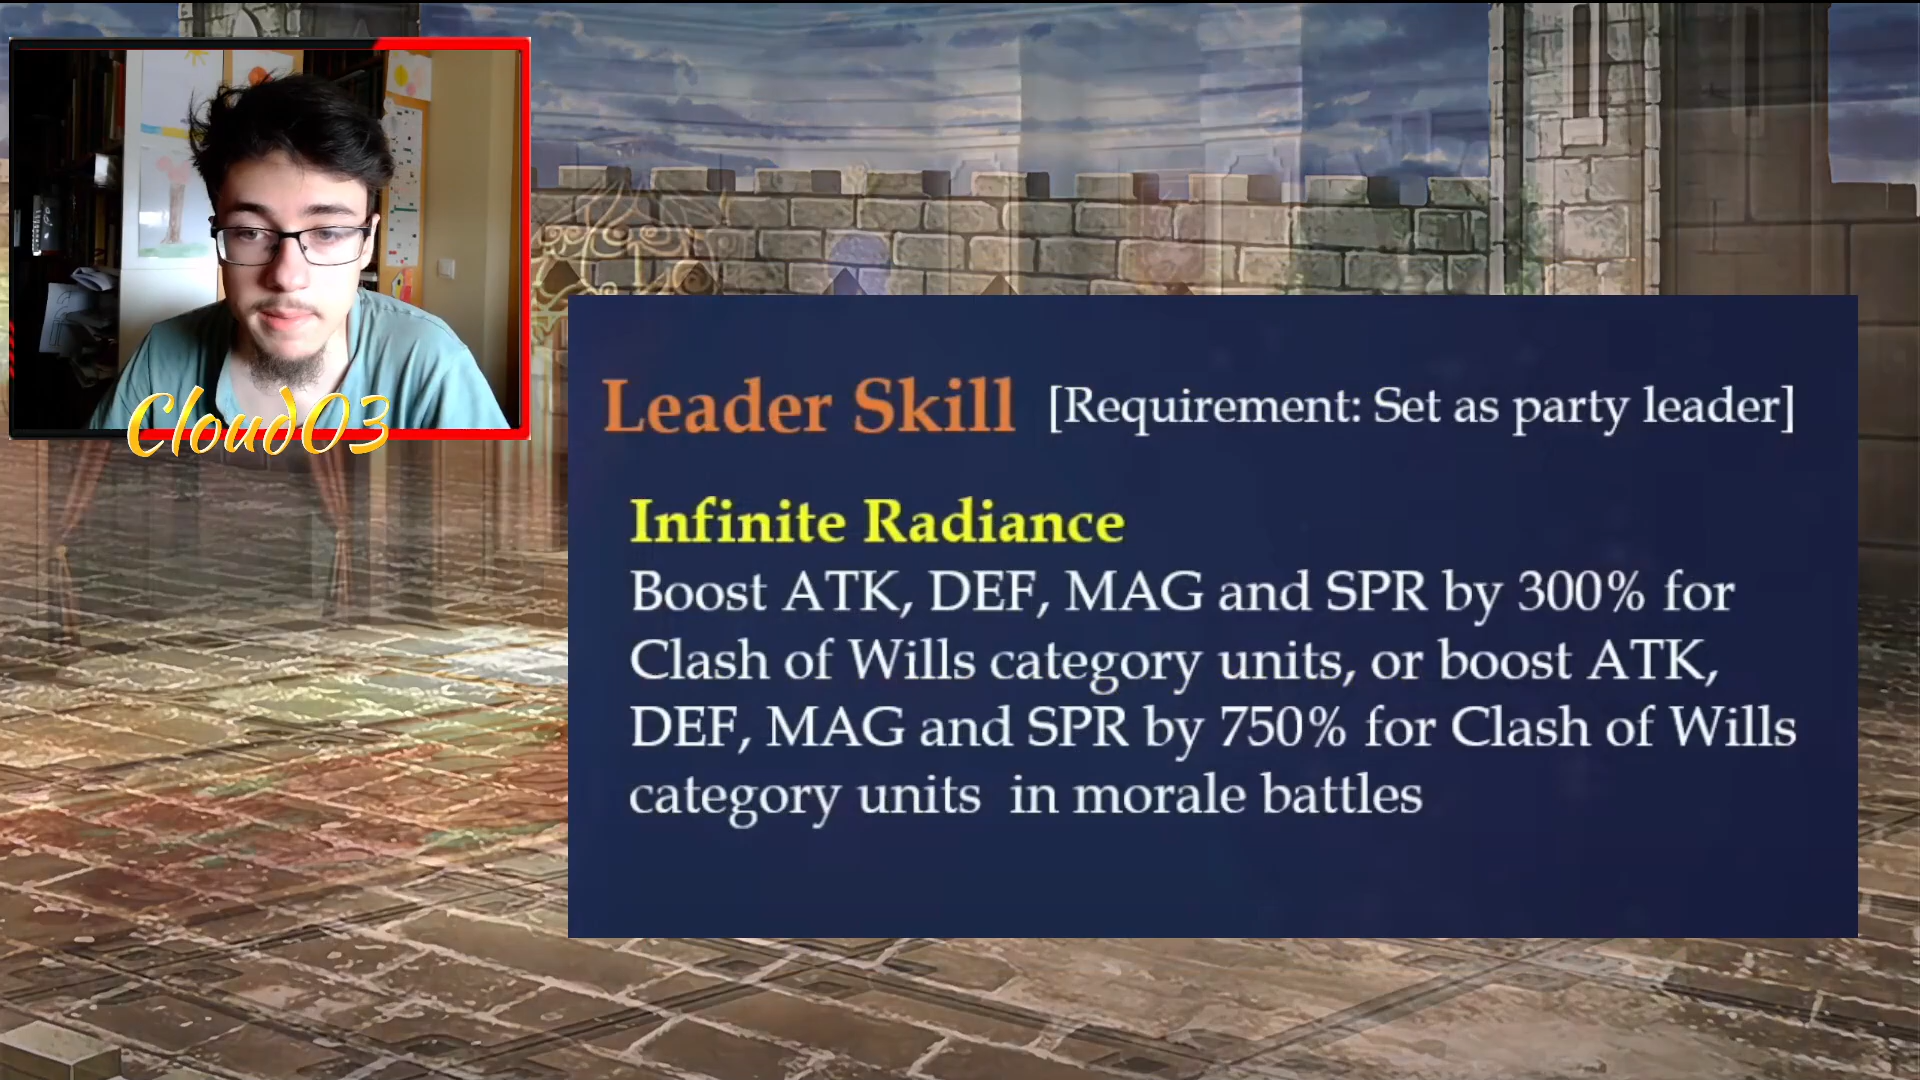 Cloud03
Leader Skill [Requirement: Set as party leader]
Infinite Radiance
Boost ATK, DEF, MAG and SPR by 300% for
Clash of Wills category units, or boost ATK,
DEF, MAG and SPR by 750% for Clash of Wills
category units  in morale battles